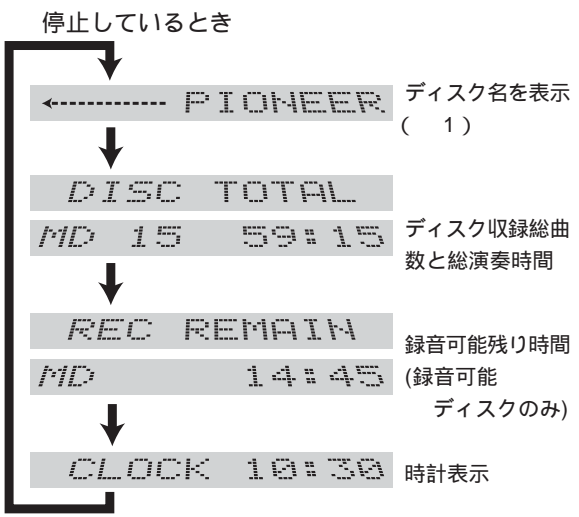 停止しているとき
PIONEER
ディスク名を表示
(　1)
DISC TOTAL
MD 15 59:15
ディスク収録総曲
数と総演奏時間
REC REMAIN
MD 14:45
録音可能残り時間
(録音可能
ディスクのみ)
CLOCK 10:30
時計表示